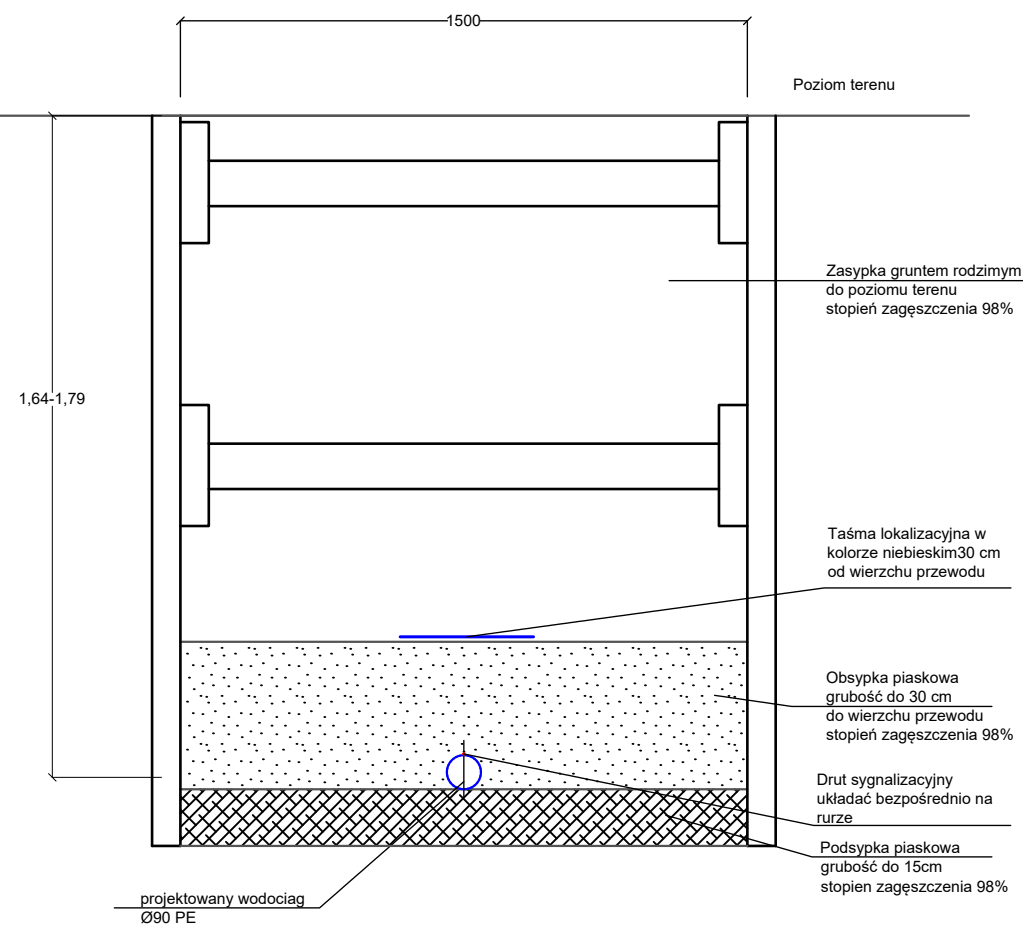 1500
Poziom terenu
Zasypka gruntem rodzimym
do poziomu terenu
stopień zagęszczenia 98%
1,64-1,79
Taśma lokalizacyjna w
kolorze niebieskim30 cm
od wierzchu przewodu
Obsypka piaskowa
grubość do 30 cm
do wierzchu przewodu
stopień zagęszczenia 98%
Drut sygnalizacyjny
układać bezpośrednio na
rurze
Podsypka piaskowa
grubość do 15cm
stopien zagęszczenia 98%
projektowany wodociąg
Ø90 PE